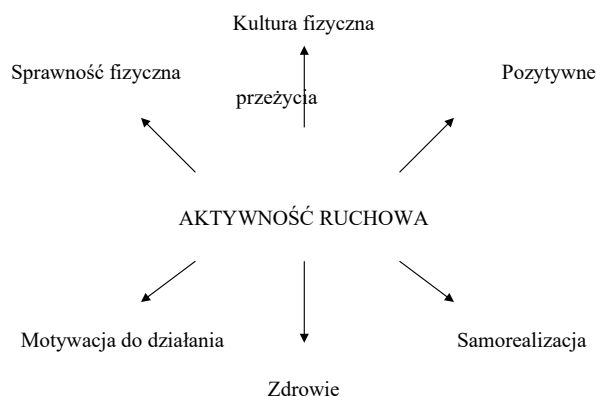 Kultura fizyczna
Sprawność fizyczna Pozytywne
przeżycia
AKTYWNOŚĆ RUCHOWA
Motywacja do działania Samorealizacja
Zdrowie